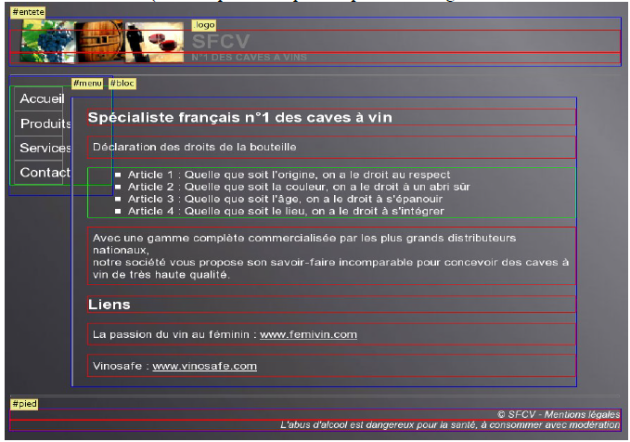 #entete
.logo
SFCV
N°1 DES CAVES A VINS
#menu #bloc
Accueil
Produits
Services
Contact
Spécialiste français n°1 des caves à vin
Déclaration des droits de la bouteille
Article 1 : Quelle que soit l'origine, on a le droit au respect
Article 2 : Quelle que soit la couleur, on a le droit à un abri sûr
Article 3 : Quelle que soit l'âge, on a le droit à s'épanouir
Article 4 : Quelle que soit le lieu, on a le droit à s'intégrer
Avec une gamme complète commercialisée par les plus grands distributeurs
nationaux,
notre société vous propose son savoir-faire incomparable pour concevoir des caves à
vin de très haute qualité.
Liens
La passion du vin au féminin : www.femivin.com
Vinosafe : www.vinosafe.com
#pied
© SFCV - Mentions légales
L'abus d'alcool est dangereux pour la santé, à consommer avec modération